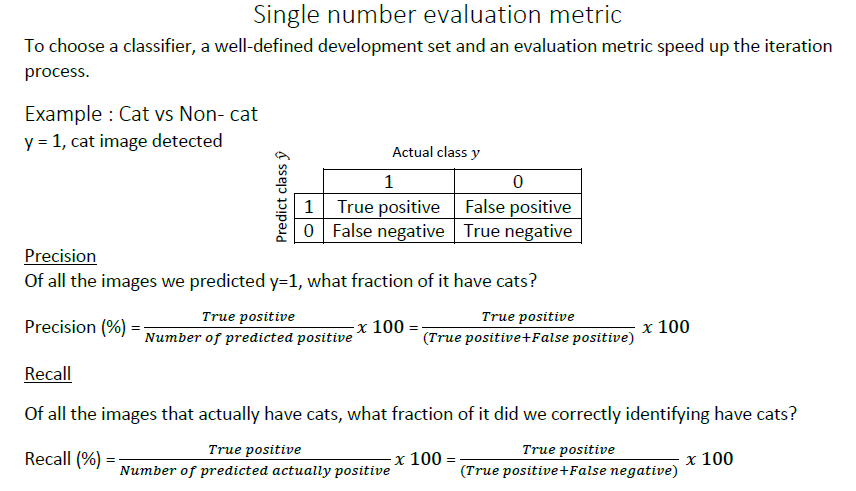 Single number evaluation metric
To choose a classifier, a well-defined development set and an evaluation metric speed up the iteration
process.
Example : Cat vs Non- cat
y = 1, cat image detected
Actual class y
Predict class ŷ
1 0
1 True positive False positive
0 False negative True negative
Precision
Of all the images we predicted y=1, what fraction of it have cats?
Precision (%) = True positive / Number of predicted positive x 100 = True positive / (True positive+False positive) x 100
Recall
Of all the images that actually have cats, what fraction of it did we correctly identifying have cats?
Recall (%) = True positive / Number of predicted actually positive x 100 = True positive / (True positive+False negative) x 100